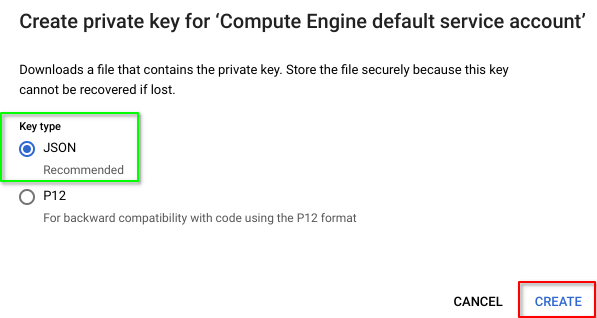 Create private key for ‘Compute Engine default service account’
Downloads a file that contains the private key. Store the file securely because this key
cannot be recovered if lost.
Key type
JSON
Recommended
P12
For backward compatibility with code using the P12 format
CANCEL CREATE